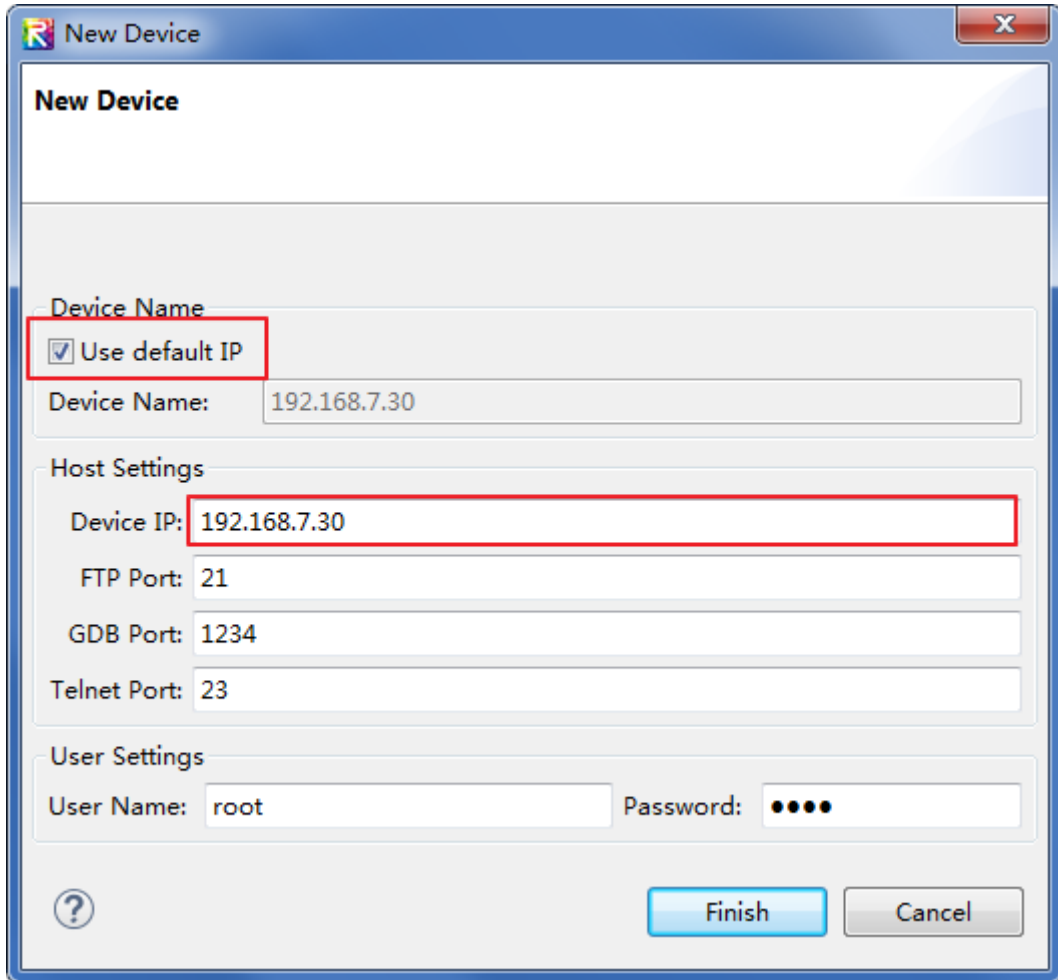 New Device
New Device
Device Name
Use default IP
Device Name: 192.168.7.30
Host Settings
Device IP: 192.168.7.30
FTP Port: 21
GDB Port: 1234
Telnet Port: 23
User Settings
User Name: root Password: ●●●●
Finish Cancel